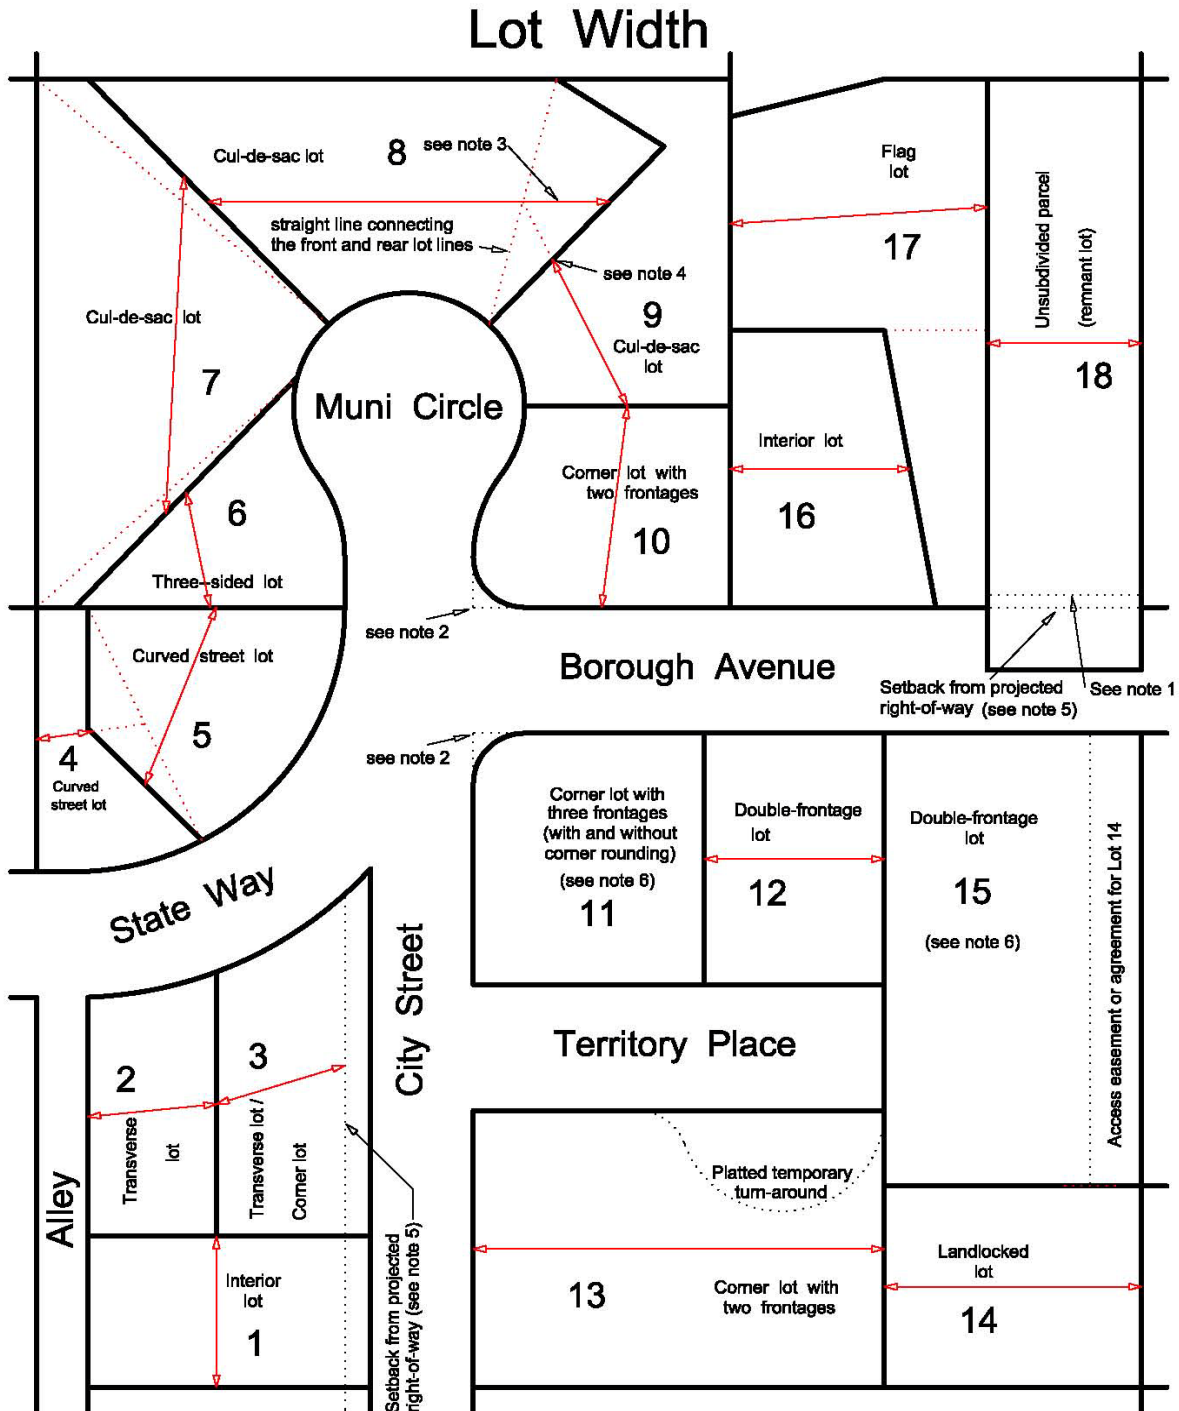 Lot Width
Cul-de-sac lot
8
see note 3
straight line connecting
the front and rear lot lines
see note 4
Flag
lot
17
Unsubdivided parcel
(remnant lot)
18
Cul-de-sac lot
7
9
Cul-de-sac
lot
Muni Circle
Interior lot
16
Corner lot with
two frontages
10
6
Three-sided lot
see note 2
Curved street lot
5
Borough Avenue
Setback from projected
right-of-way (see note 5)
See note 1
4
Curved
street lot
see note 2
Corner lot with
three frontages
(with and without
corner rounding)
(see note 6)
11
Double-frontage
lot
12
Double-frontage
lot
15
(see note 6)
Access easement or agreement for Lot 14
State Way
City Street
Territory Place
2
Transverse
lot
3
Transverse lot /
Corner lot
Alley
Setback from projected
right-of-way (see note 5)
Platted temporary
turn-around
Interior
lot
1
13
Corner lot with
two frontages
Landlocked
lot
14